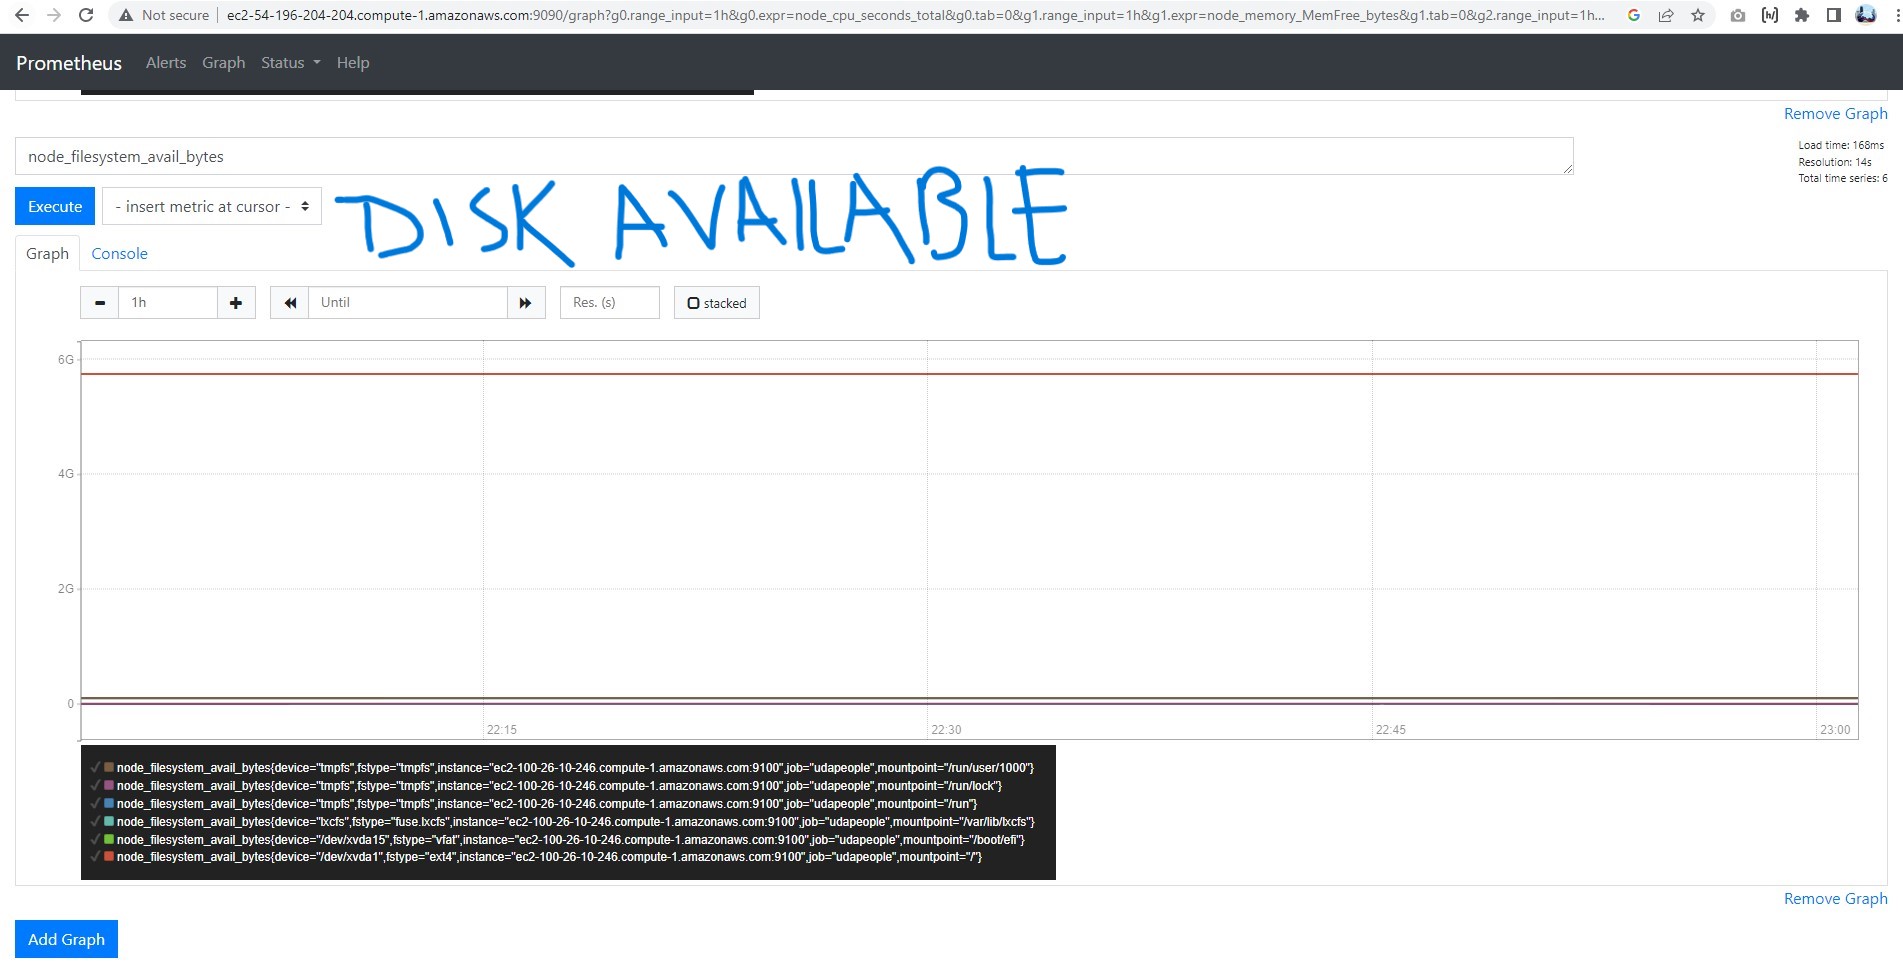 Not secure ec2-54-196-204-204.compute-1.amazonaws.com:9090/graph?g0.range_input=1h&g0.expr=node_cpu_seconds_total&g0.tab=0&g1.range_input=1h&g1.expr=node_memory_MemFree_bytes&g1.tab=0&g2.range_input=1h...
Prometheus Alerts Graph Status Help
Remove Graph
node_filesystem_avail_bytes
Load time: 168ms
Resolution: 14s
Total time series: 6
Execute - insert metric at cursor -
DISK AVAILABLE
Graph Console
1h Until Res. (s) stacked
6G
4G
2G
0
22:15 22:30 22:45 23:00
node_filesystem_avail_bytes{device="tmpfs",fstype="tmpfs",instance="ec2-100-26-10-246.compute-1.amazonaws.com:9100",job="udapeople",mountpoint="/run/user/1000"}
node_filesystem_avail_bytes{device="tmpfs",fstype="tmpfs",instance="ec2-100-26-10-246.compute-1.amazonaws.com:9100",job="udapeople",mountpoint="/run/lock"}
node_filesystem_avail_bytes{device="tmpfs",fstype="tmpfs",instance="ec2-100-26-10-246.compute-1.amazonaws.com:9100",job="udapeople",mountpoint="/run"}
node_filesystem_avail_bytes{device="lxcfs",fstype="fuse.lxcfs",instance="ec2-100-26-10-246.compute-1.amazonaws.com:9100",job="udapeople",mountpoint="/var/lib/lxcfs"}
node_filesystem_avail_bytes{device="/dev/xvda15",fstype="vfat",instance="ec2-100-26-10-246.compute-1.amazonaws.com:9100",job="udapeople",mountpoint="/boot/efi"}
node_filesystem_avail_bytes{device="/dev/xvda1",fstype="ext4",instance="ec2-100-26-10-246.compute-1.amazonaws.com:9100",job="udapeople",mountpoint="/"}
Remove Graph
Add Graph